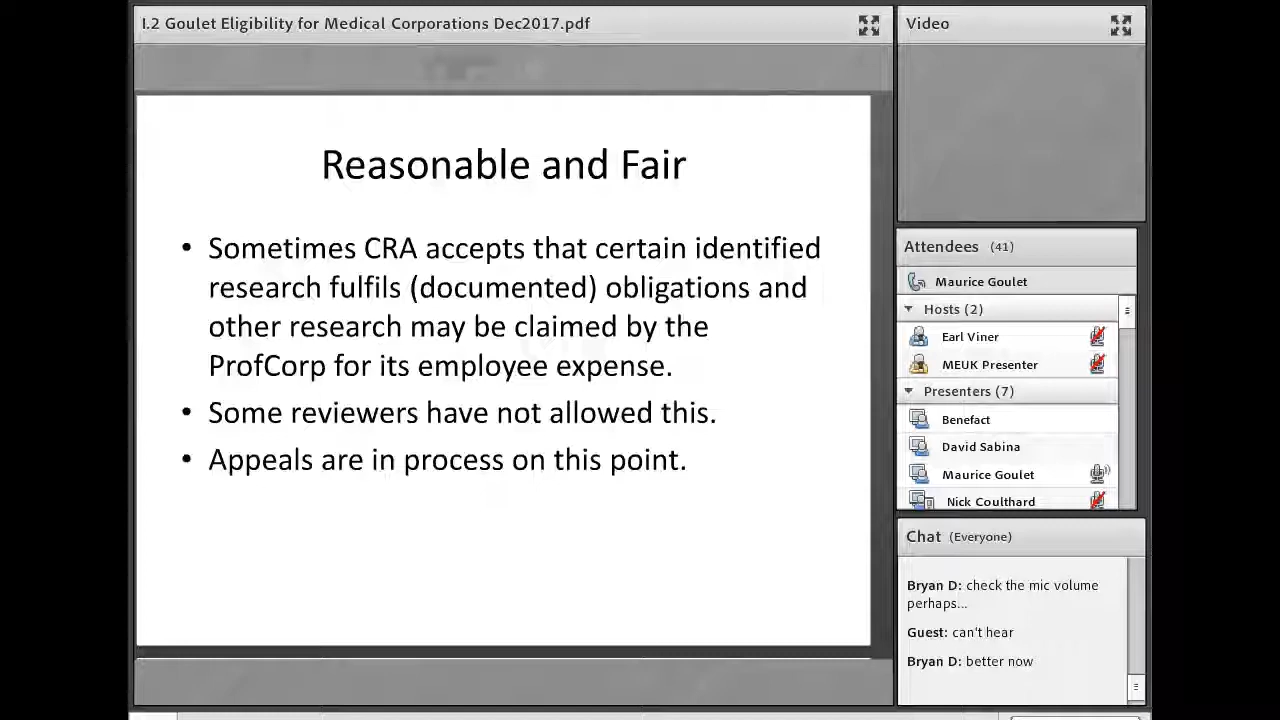 I.2 Goulet Eligibility for Medical Corporations Dec2017.pdf
Reasonable and Fair
• Sometimes CRA accepts that certain identified
research fulfils (documented) obligations and
other research may be claimed by the
ProfCorp for its employee expense.
• Some reviewers have not allowed this.
• Appeals are in process on this point.
Video
Attendees (41)
Maurice Goulet
Hosts (2)
Earl Viner
MEUK Presenter
Presenters (7)
Benefact
David Sabina
Maurice Goulet
Nick Coulthard
Chat (Everyone)
Bryan D: check the mic volume
perhaps...
Guest: can't hear
Bryan D: better now